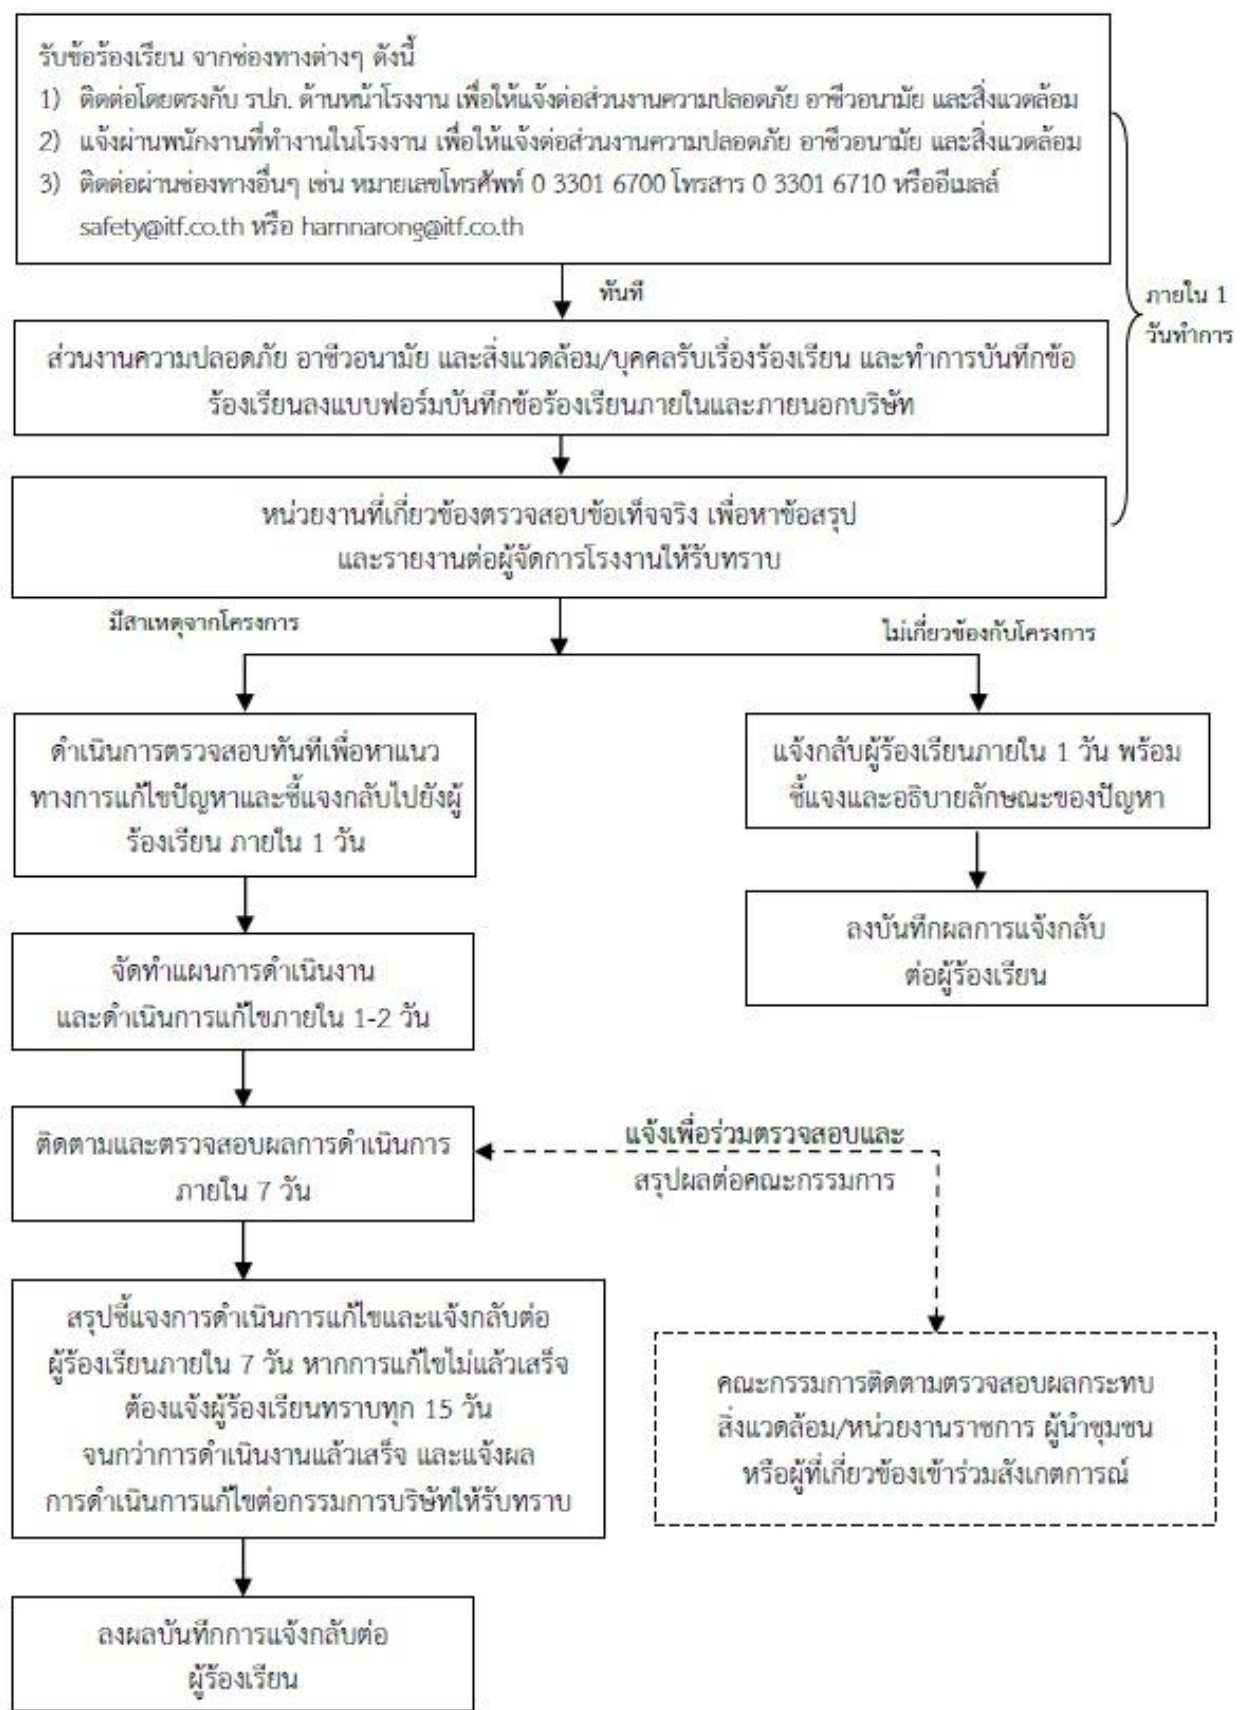 รับข้อร้องเรียน จากช่องทางต่างๆ ดังนี้
1) ติดต่อโดยตรงกับ รปภ. ด้านหน้าโรงงาน เพื่อให้แจ้งต่อส่วนงานความปลอดภัย อาชีวอนามัย และสิ่งแวดล้อม
2) แจ้งผ่านพนักงานที่ทำงานในโรงงาน เพื่อให้แจ้งต่อส่วนงานความปลอดภัย อาชีวอนามัย และสิ่งแวดล้อม
3) ติดต่อผ่านช่องทางอื่นๆ เช่น หมายเลขโทรศัพท์ 0 3301 6700 โทรสาร 0 3301 6710 หรืออีเมลล์
safety@itf.co.th หรือ harnnarong@itf.co.th
ทันที
ภายใน 1
วันทำการ
ส่วนงานความปลอดภัย อาชีวอนามัย และสิ่งแวดล้อม/บุคคลรับเรื่องร้องเรียน และทำการบันทึกข้อ
ร้องเรียนลงแบบฟอร์มบันทึกข้อร้องเรียนภายในและภายนอกบริษัท
หน่วยงานที่เกี่ยวข้องตรวจสอบข้อเท็จจริง เพื่อหาข้อสรุป
และรายงานต่อผู้จัดการโรงงานให้รับทราบ
มีสาเหตุจากโครงการ
ไม่เกี่ยวข้องกับโครงการ
ดำเนินการตรวจสอบทันทีเพื่อหาแนว
ทางการแก้ไขปัญหาและชี้แจงกลับไปยังผู้
ร้องเรียน ภายใน 1 วัน
แจ้งกลับผู้ร้องเรียนภายใน 1 วัน พร้อม
ชี้แจงและอธิบายลักษณะของปัญหา
จัดทำแผนการดำเนินงาน
และดำเนินการแก้ไขภายใน 1-2 วัน
ลงบันทึกผลการแจ้งกลับ
ต่อผู้ร้องเรียน
ติดตามและตรวจสอบผลการดำเนินการ
ภายใน 7 วัน
แจ้งเพื่อร่วมตรวจสอบและ
สรุปผลต่อคณะกรรมการ
สรุปชี้แจงการดำเนินการแก้ไขและแจ้งกลับต่อ
ผู้ร้องเรียนภายใน 7 วัน หากการแก้ไขไม่แล้วเสร็จ
ต้องแจ้งผู้ร้องเรียนทราบทุก 15 วัน
จนกว่าการดำเนินงานแล้วเสร็จ และแจ้งผล
การดำเนินการแก้ไขต่อกรรมการบริษัทให้รับทราบ
คณะกรรมการติดตามตรวจสอบผลกระทบ
สิ่งแวดล้อม/หน่วยงานราชการ ผู้นำชุมชน
หรือผู้ที่เกี่ยวข้องเข้าร่วมสังเกตการณ์
ลงผลบันทึกการแจ้งกลับต่อ
ผู้ร้องเรียน